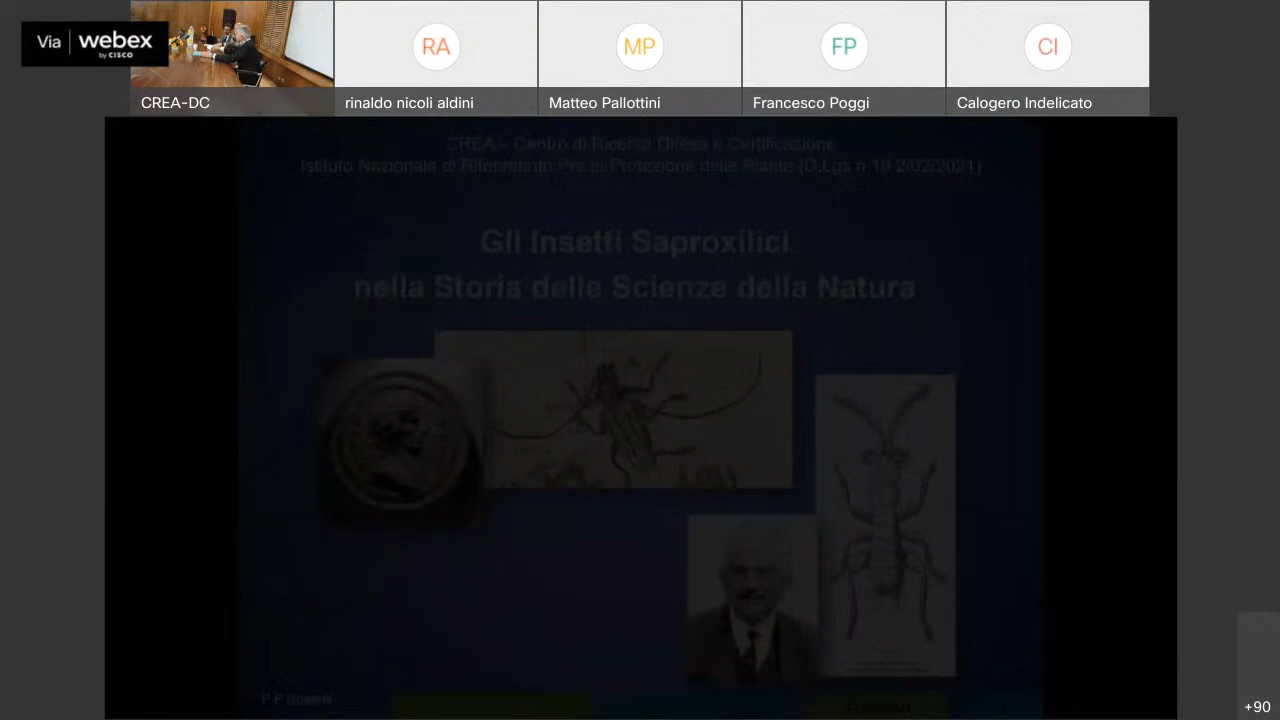 Via webex
by CISCO
RA
MP
FP
CI
CREA-DC
rinaldo nicoli aldini
Matteo Pallottini
Francesco Poggi
Calogero Indelicato
CREA – Centro di Ricerca Difesa e Certificazione
Istituto Nazionale di Riferimento Per la Protezione delle Piante (D.Lgs n 19 2/02/2021)
Gli Insetti Saproxilici
nella Storia delle Scienze della Natura
+90